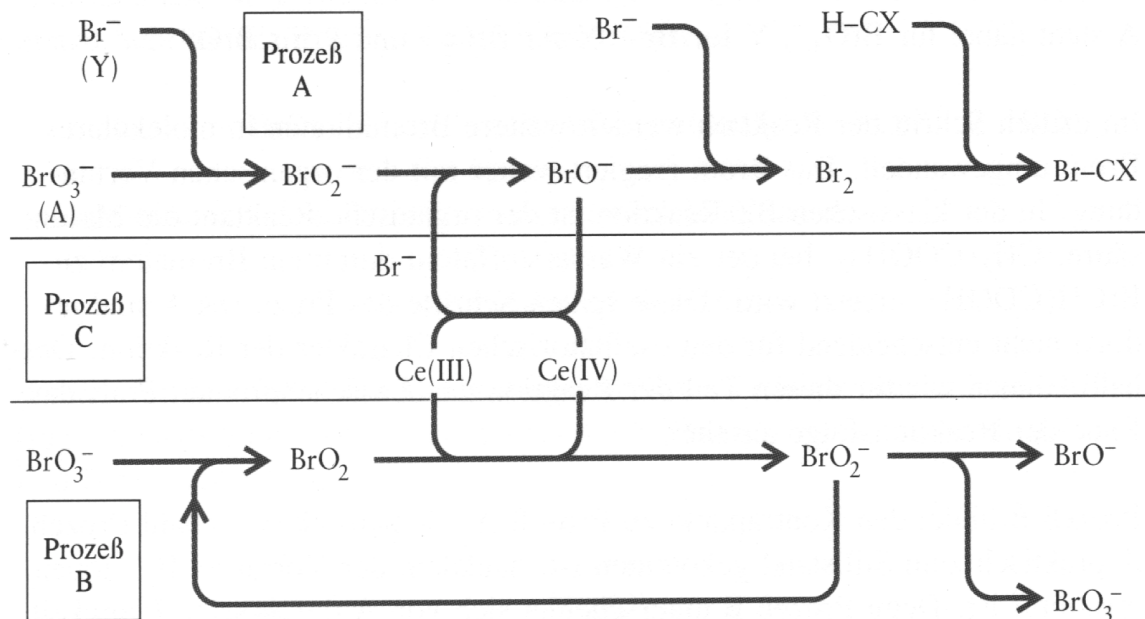 Br⁻
(Y)
Prozeß
A
Br⁻
H–CX
BrO₃⁻
(A)
BrO₂⁻
BrO⁻
Br₂
Br–CX
Prozeß
C
Br⁻
Ce(III)
Ce(IV)
BrO₃⁻
BrO₂
BrO₂⁻
BrO⁻
Prozeß
B
BrO₃⁻